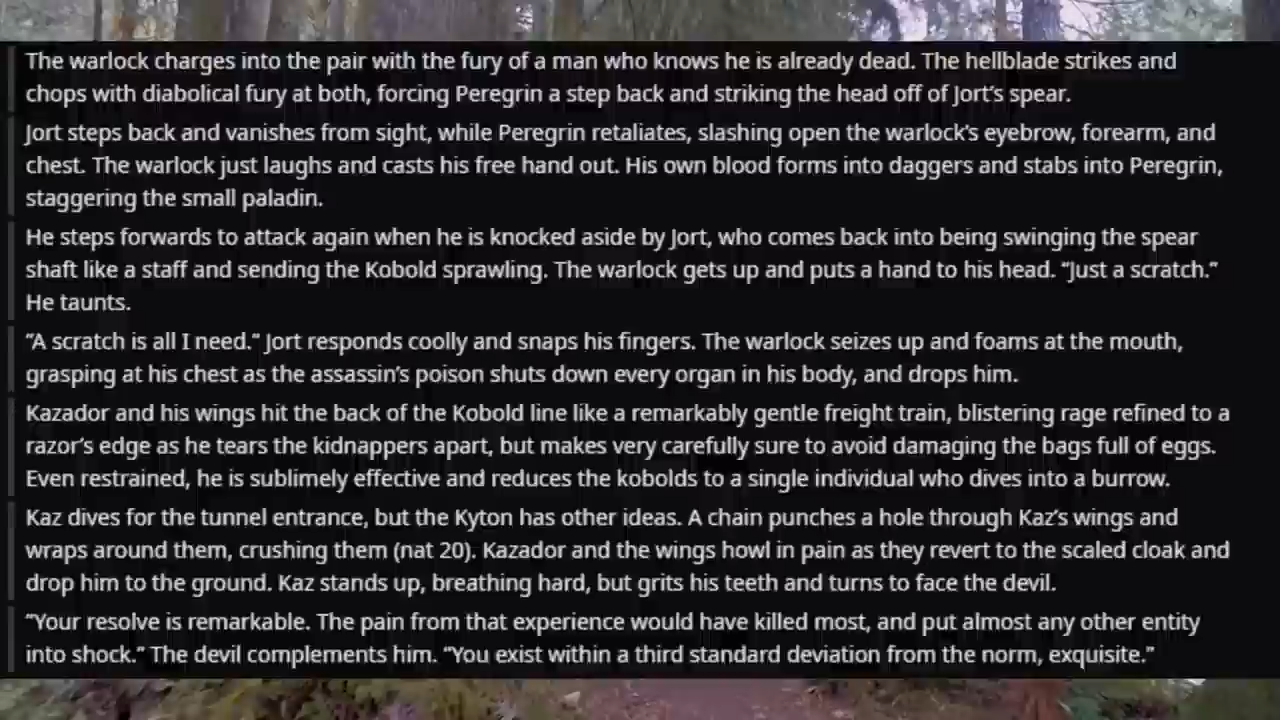 The warlock charges into the pair with the fury of a man who knows he is already dead. The hellblade strikes and
chops with diabolical fury at both, forcing Peregrin a step back and striking the head off of Jort’s spear.
Jort steps back and vanishes from sight, while Peregrin retaliates, slashing open the warlock’s eyebrow, forearm, and
chest. The warlock just laughs and casts his free hand out. His own blood forms into daggers and stabs into Peregrin,
staggering the small paladin.
He steps forwards to attack again when he is knocked aside by Jort, who comes back into being swinging the spear
shaft like a staff and sending the Kobold sprawling. The warlock gets up and puts a hand to his head. “Just a scratch.”
He taunts.
“A scratch is all I need.” Jort responds coolly and snaps his fingers. The warlock seizes up and foams at the mouth,
grasping at his chest as the assassin’s poison shuts down every organ in his body, and drops him.
Kazador and his wings hit the back of the Kobold line like a remarkably gentle freight train, blistering rage refined to a
razor’s edge as he tears the kidnappers apart, but makes very carefully sure to avoid damaging the bags full of eggs.
Even restrained, he is sublimely effective and reduces the kobolds to a single individual who dives into a burrow.
Kaz dives for the tunnel entrance, but the Kyton has other ideas. A chain punches a hole through Kaz’s wings and
wraps around them, crushing them (nat 20). Kazador and the wings howl in pain as they revert to the scaled cloak and
drop him to the ground. Kaz stands up, breathing hard, but grits his teeth and turns to face the devil.
“Your resolve is remarkable. The pain from that experience would have killed most, and put almost any other entity
into shock.” The devil complements him. “You exist within a third standard deviation from the norm, exquisite.”